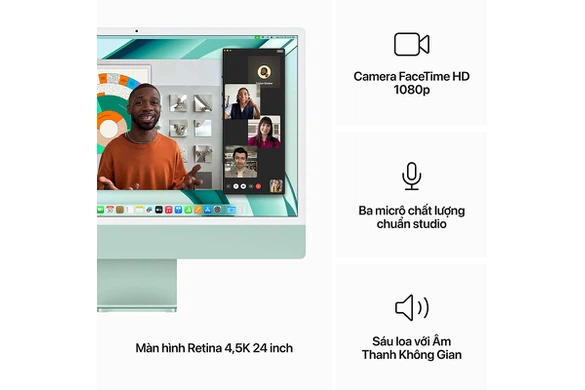 Camera FaceTime HD
1080p
Ba micrô chất lượng
chuẩn studio
Màn hình Retina 4,5K 24 inch
Sáu loa với Âm
Thanh Không Gian